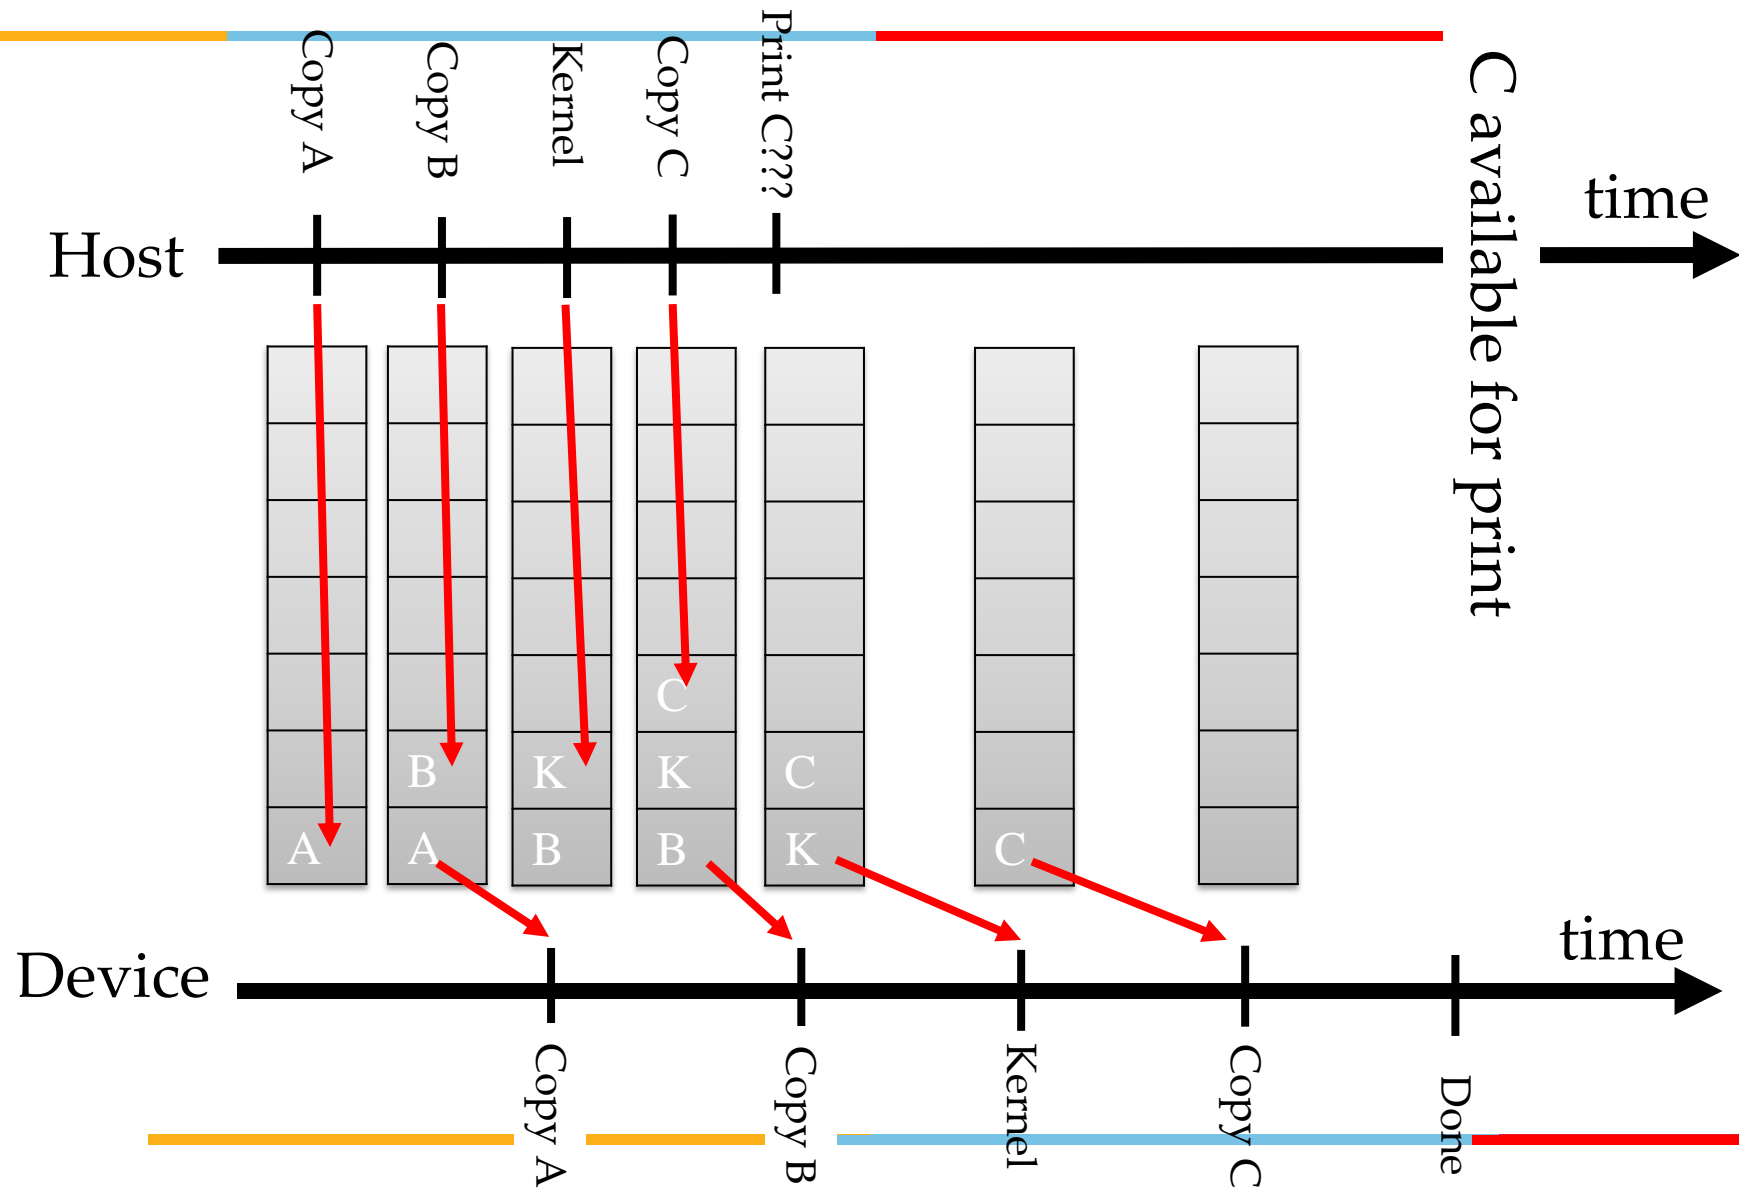 Copy A
Copy B
Kernel
Copy C
Print C???
C available for print
time
Host
C
B
K
K
C
A
A
B
B
K
C
time
Device
Copy A
Copy B
Kernel
Copy C
Done